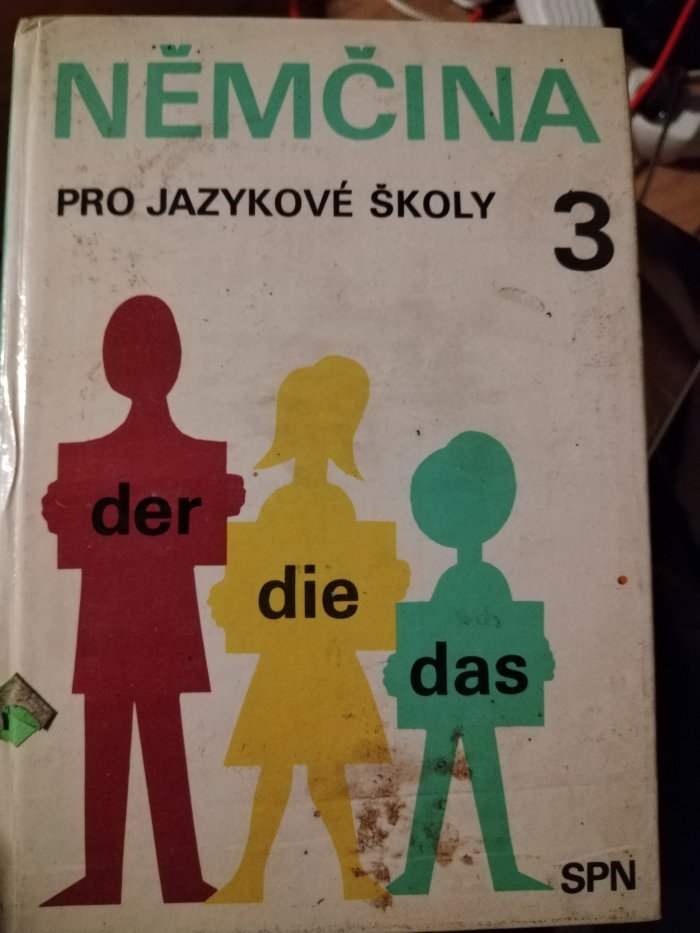 NĚMČINA
PRO JAZYKOVÉ ŠKOLY
3
der
die
das
SPN